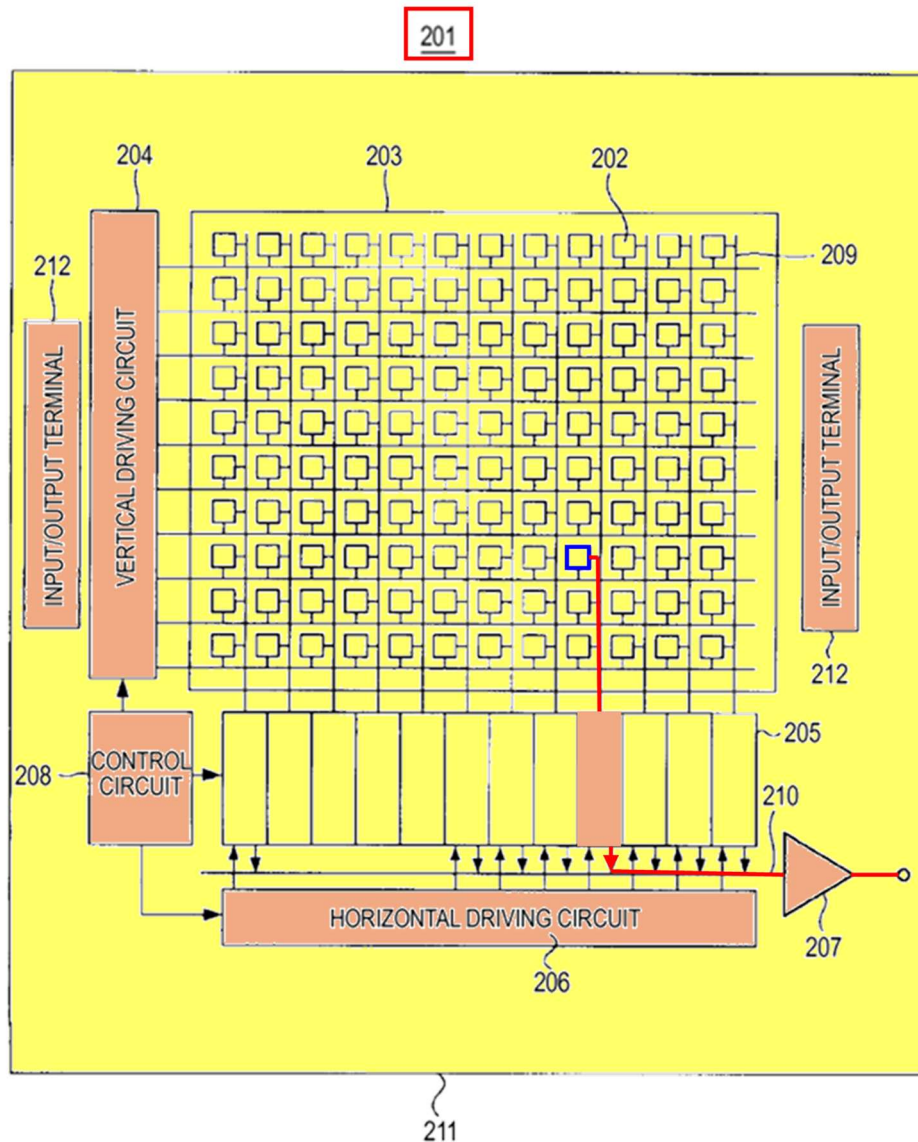 201
204
203
202
212
209
INPUT/OUTPUT TERMINAL
VERTICAL DRIVING CIRCUIT
INPUT/OUTPUT TERMINAL
212
205
208
CONTROL
CIRCUIT
210
HORIZONTAL DRIVING CIRCUIT
207
206
211